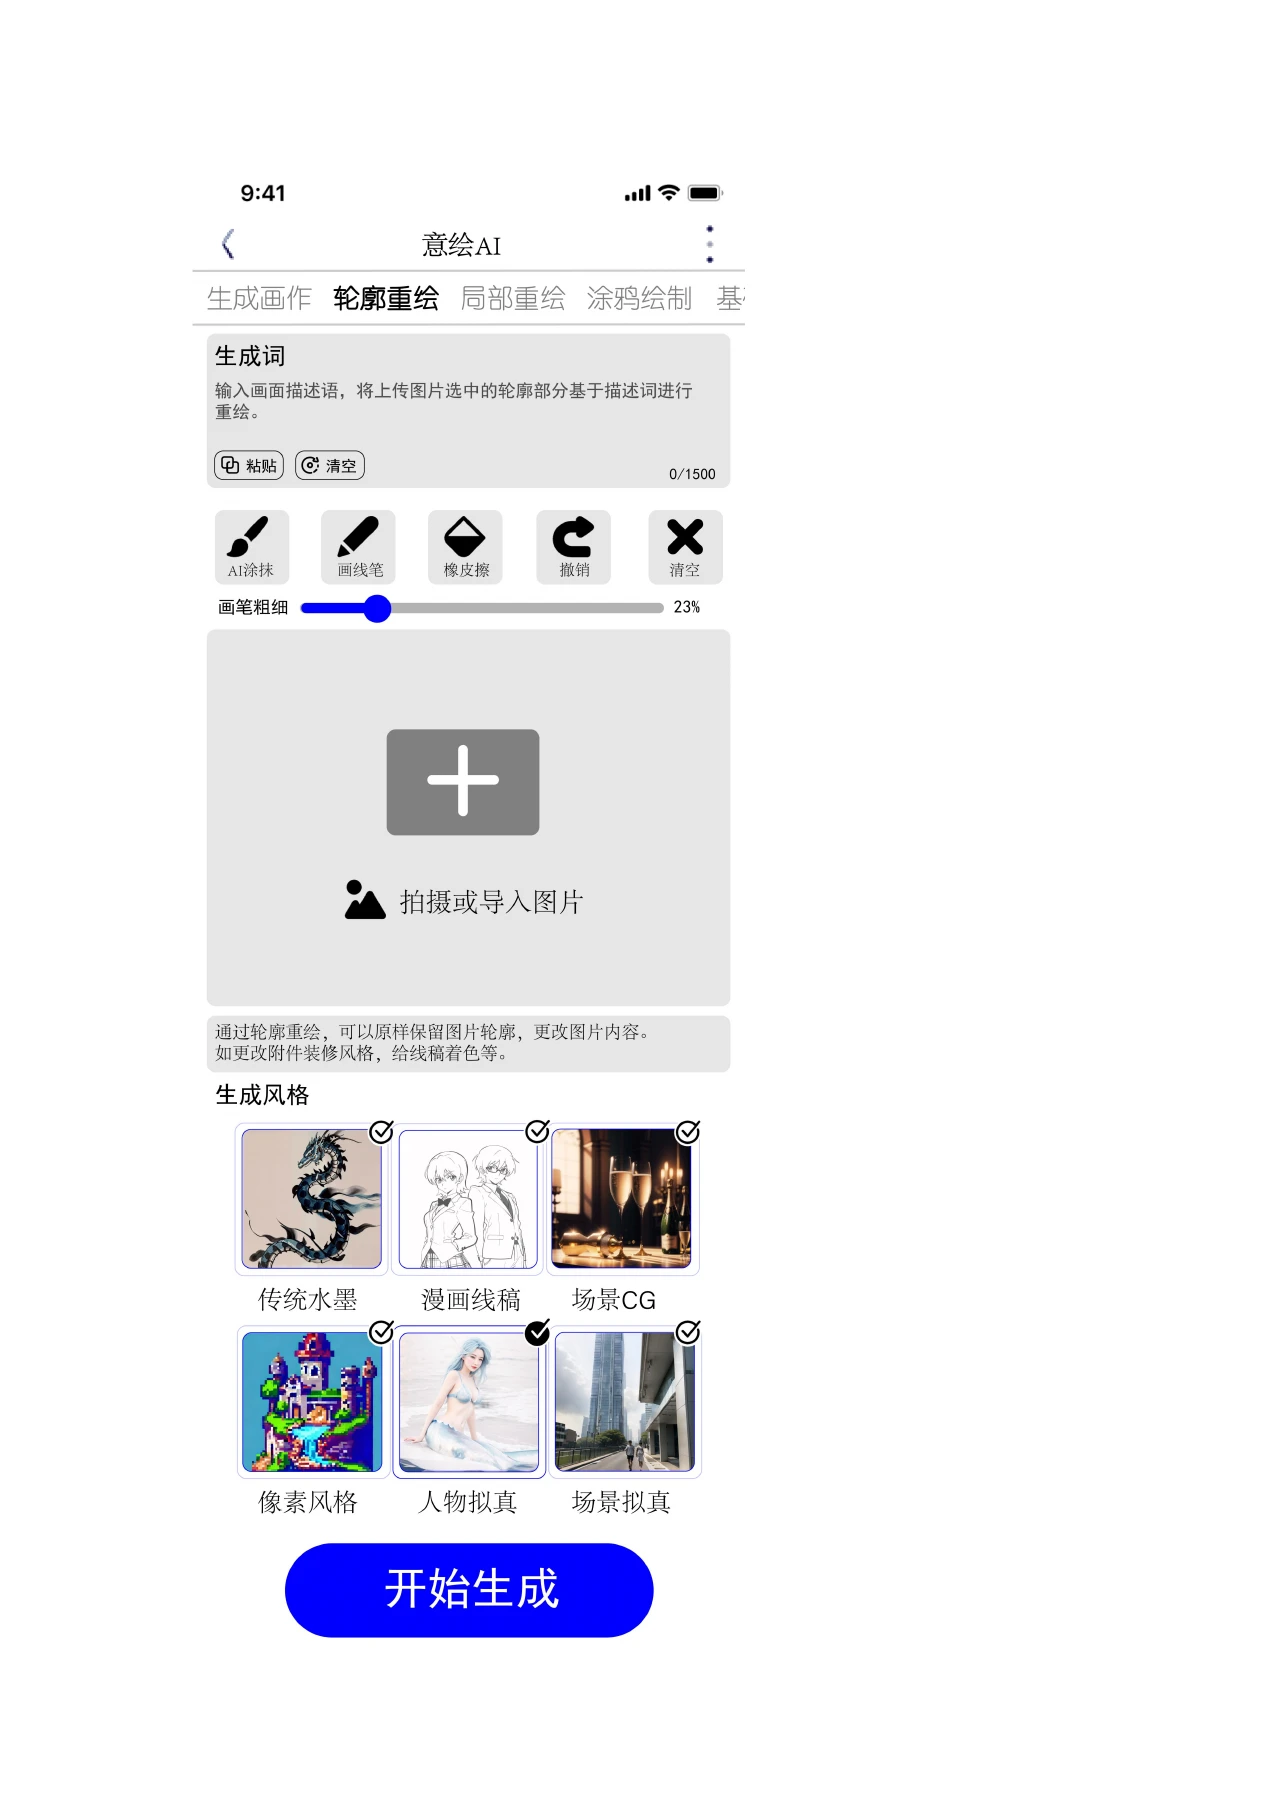 9:41
意绘AI
生成画作 轮廓重绘 局部重绘 涂鸦绘制
生成词
输入画面描述语，将上传图片选中的轮廓部分基于描述词进行
重绘。
粘贴 清空 0/1500
AI涂抹 画线笔 橡皮擦 撤销 清空
画笔粗细 23%
拍摄或导入图片
通过轮廓重绘，可以原样保留图片轮廓，更改图片内容。
如更改附件装修风格，给线稿着色等。
生成风格
传统水墨 漫画线稿 场景CG
像素风格 人物拟真 场景拟真
开始生成